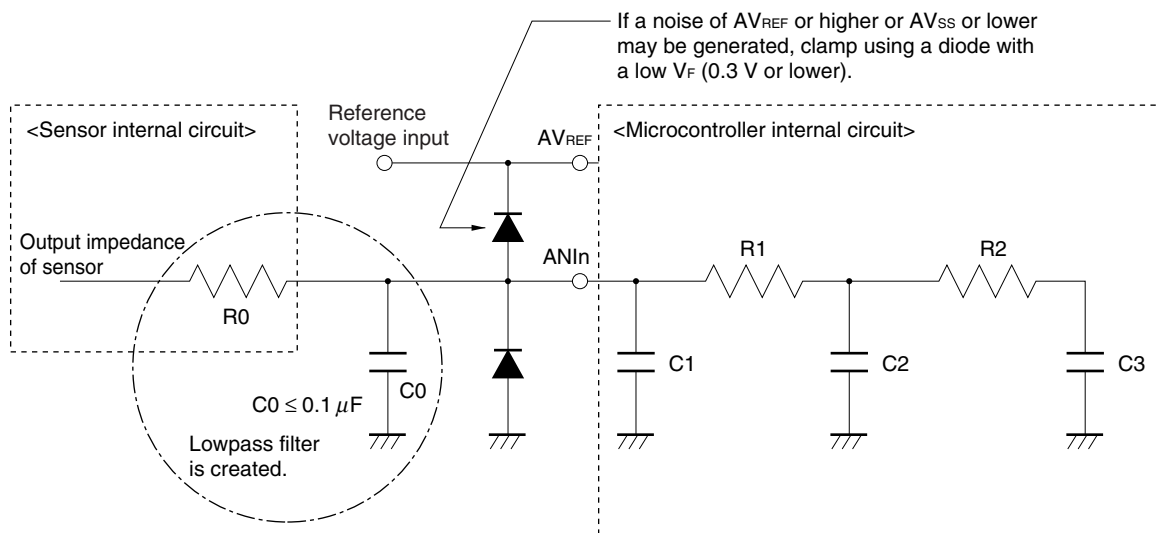 If a noise of AVREF or higher or AVSS or lower
may be generated, clamp using a diode with
a low VF (0.3 V or lower).
<Sensor internal circuit>
Reference
voltage input
AVREF
<Microcontroller internal circuit>
Output impedance
of sensor
R0
ANIn
R1
R2
C0
C0 ≤ 0.1 μF
C1
C2
C3
Lowpass filter
is created.